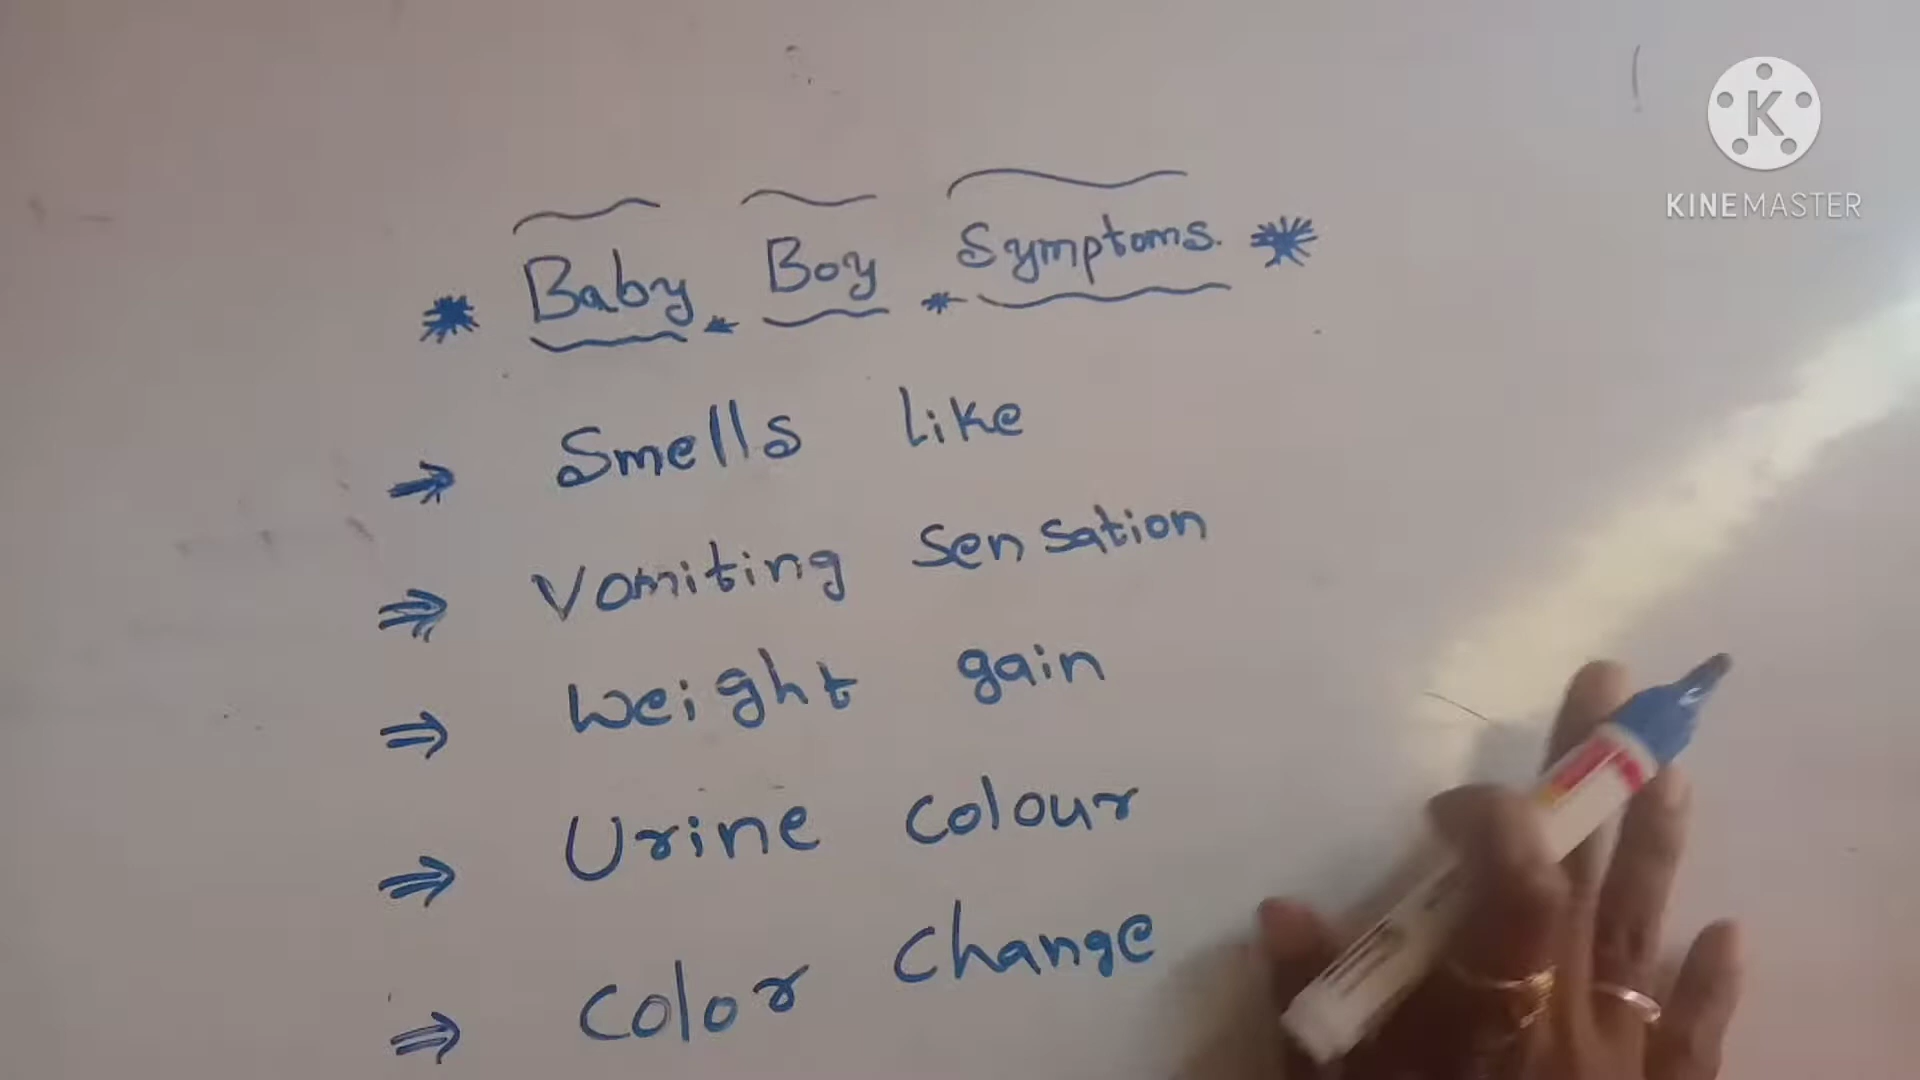 KINEMASTER
* Baby * Boy * Symptoms. *
→ Smells like
⇒ Vomiting sensation
⇒ Weight gain
⇒ Urine colour
⇒ Color change